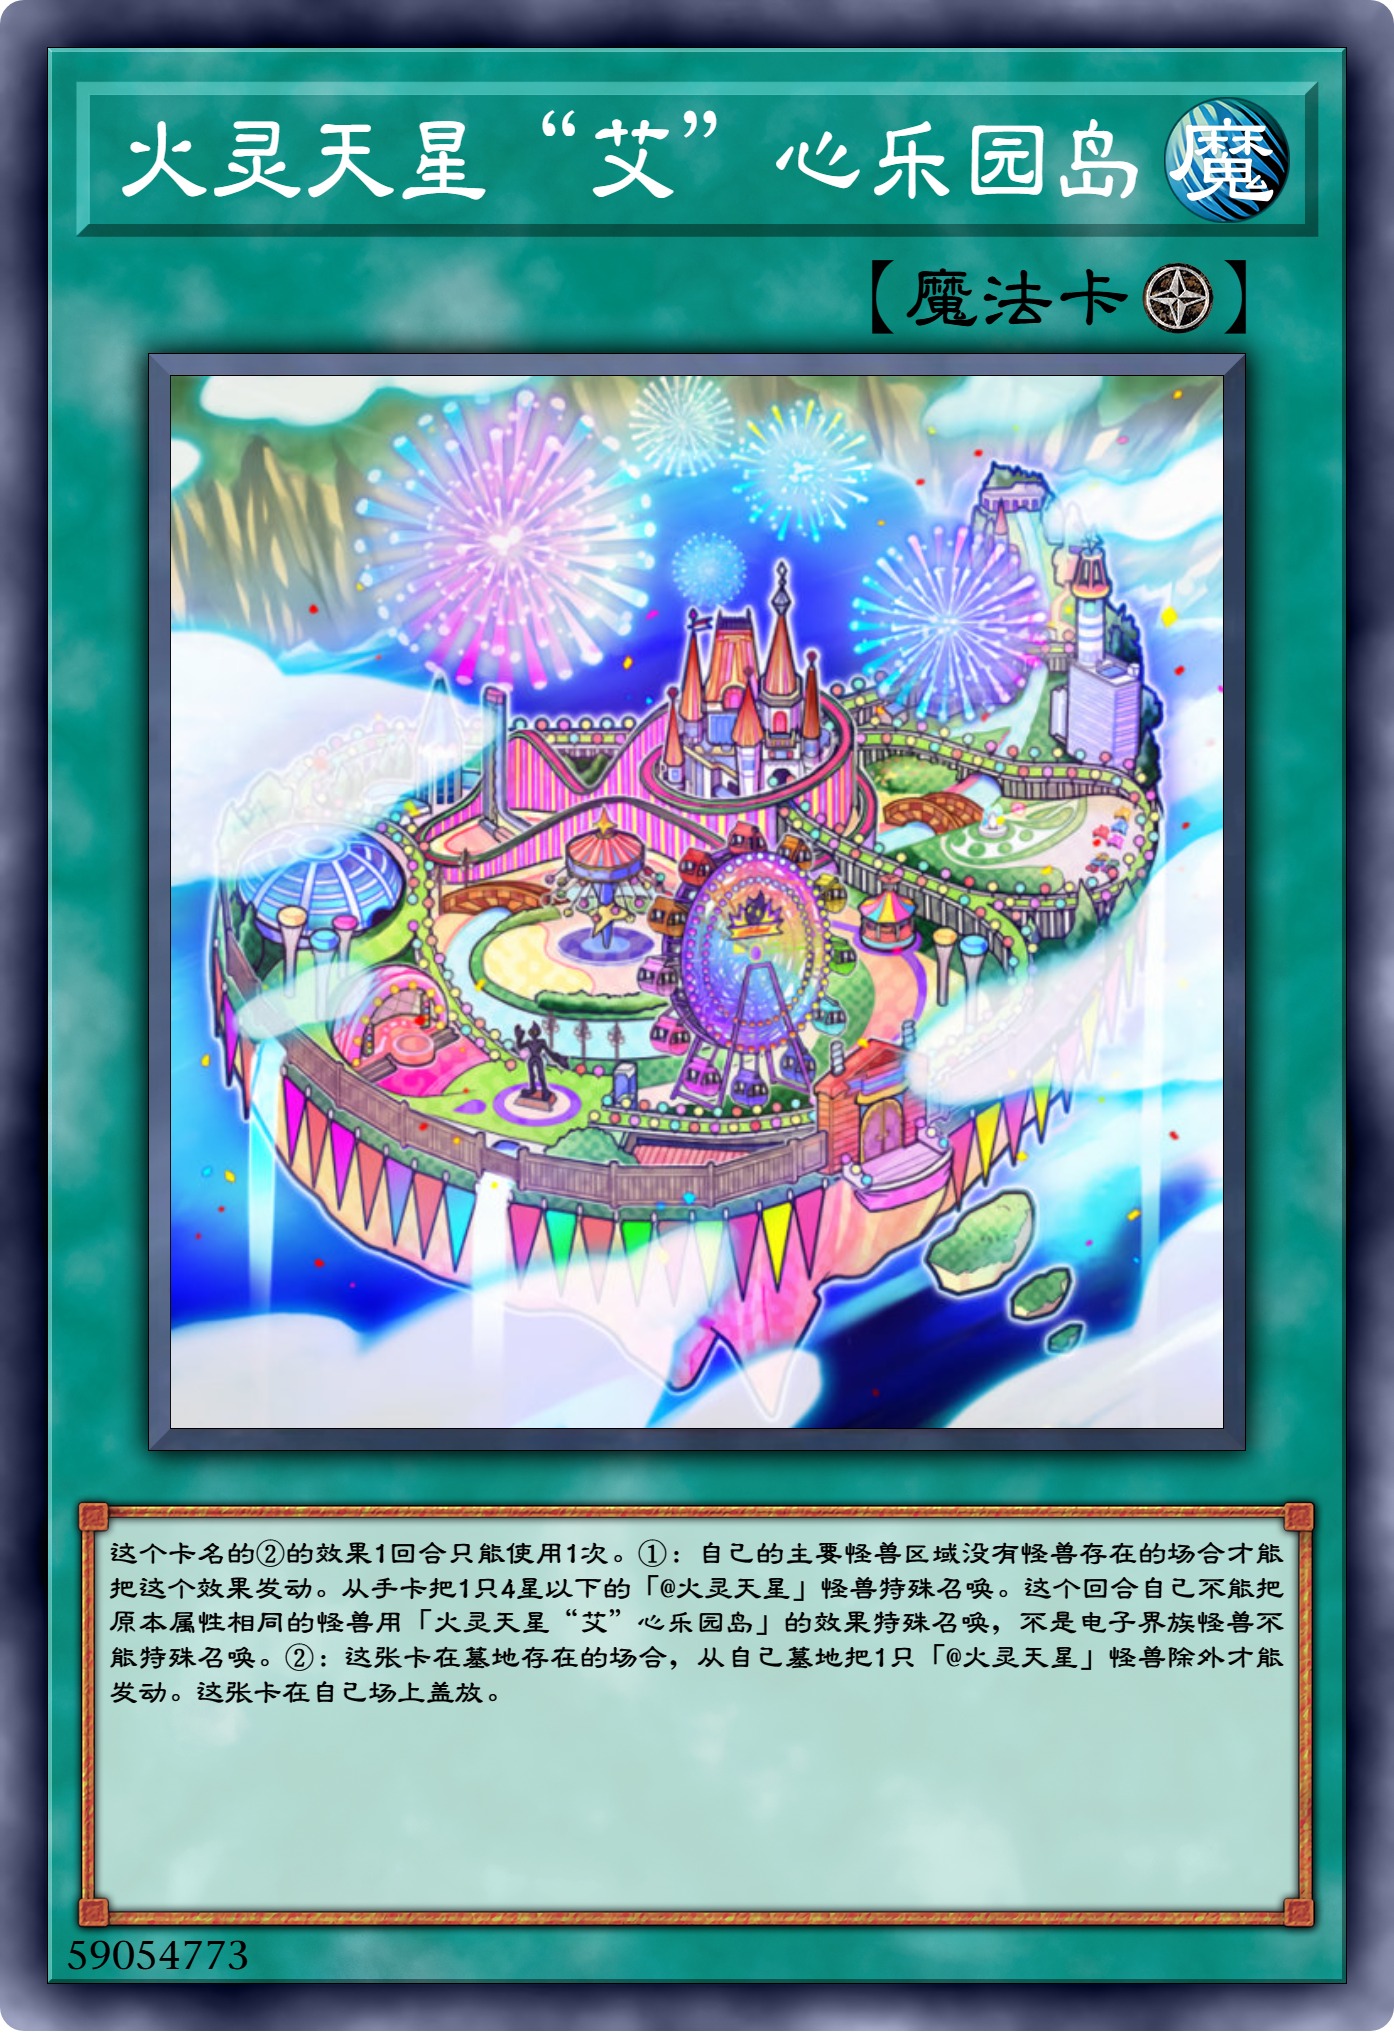 火灵天星“艾”心乐园岛
魔
【魔法卡】
这个卡名的②的效果1回合只能使用1次。①：自己的主要怪兽区域没有怪兽存在的场合才能
把这个效果发动。从手卡把1只4星以下的「@火灵天星」怪兽特殊召唤。这个回合自己不能把
原本属性相同的怪兽用「火灵天星“艾”心乐园岛」的效果特殊召唤，不是电子界族怪兽不
能特殊召唤。②：这张卡在墓地存在的场合，从自己墓地把1只「@火灵天星」怪兽除外才能
发动。这张卡在自己场上盖放。
59054773